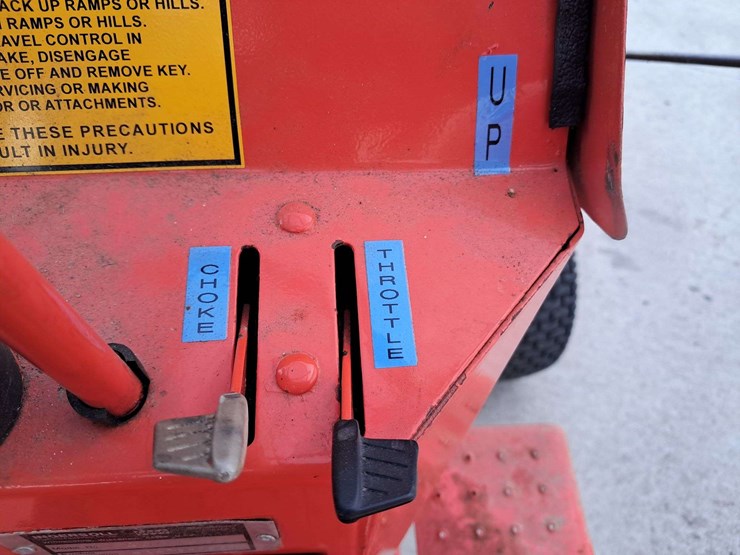 ACK UP RAMPS OR HILLS.
RAMPS OR HILLS.
AVEL CONTROL IN
AKE, DISENGAGE
E OFF AND REMOVE KEY.
RVICING OR MAKING
OR OR ATTACHMENTS.
E THESE PRECAUTIONS
ULT IN INJURY.
UP
CHOKE
THROTTLE
INGERSOLL